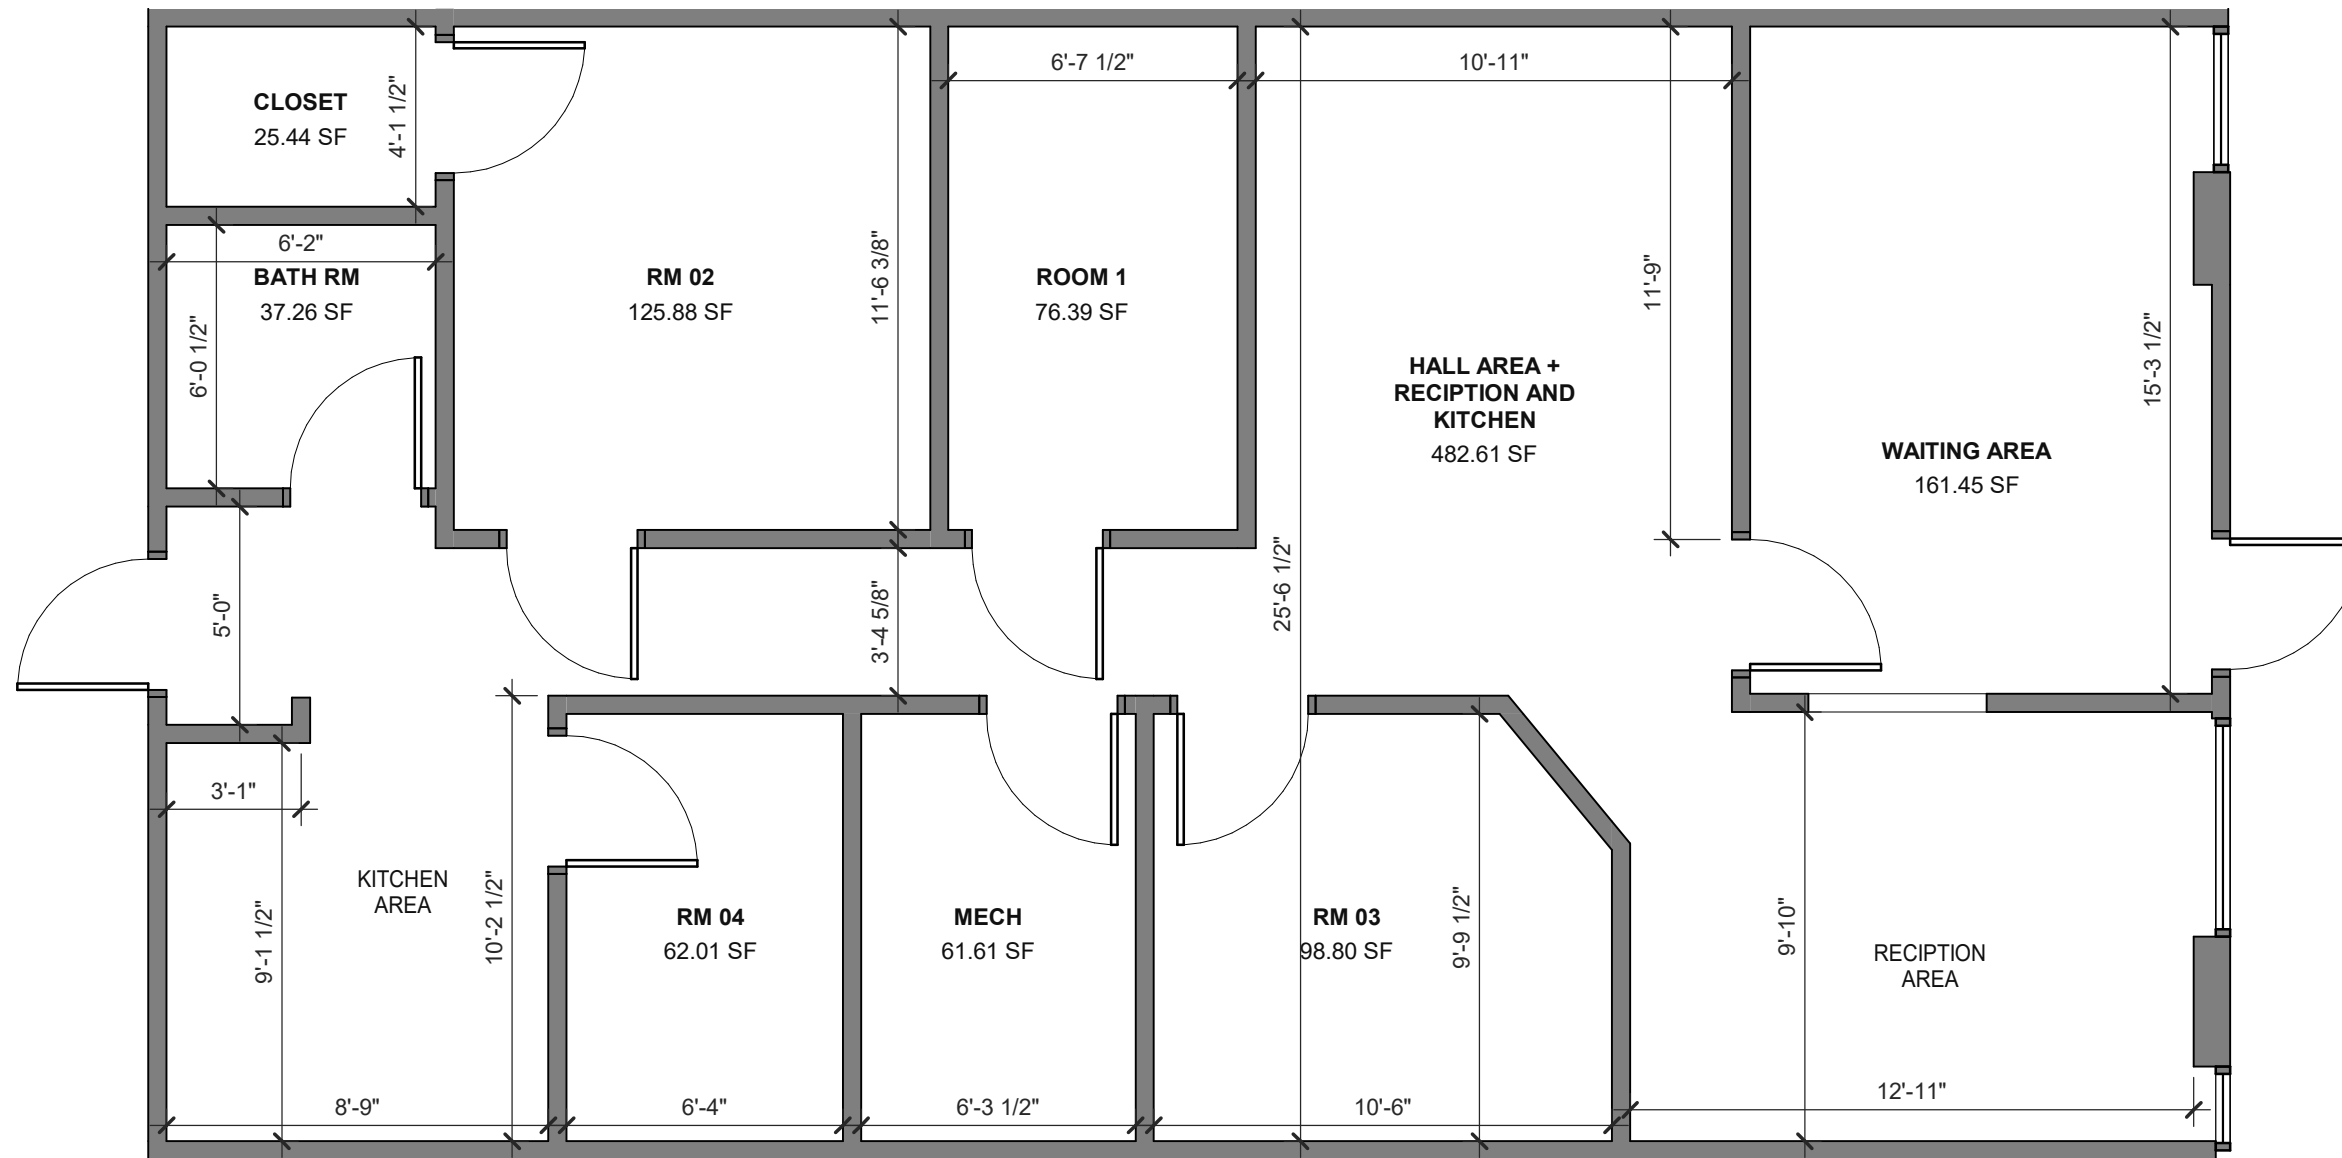 6'-7 1/2"
10'-11"
CLOSET
25.44 SF
4'-1 1/2"
6'-2"
BATH RM
37.26 SF
6'-0 1/2"
RM 02
125.88 SF
11'-6 3/8"
ROOM 1
76.39 SF
11'-9"
HALL AREA +
RECIPTION AND
KITCHEN
482.61 SF
15'-3 1/2"
WAITING AREA
161.45 SF
5'-0"
3'-4 5/8"
25'-6 1/2"
3'-1"
KITCHEN
AREA
9'-1 1/2"
10'-2 1/2"
RM 04
62.01 SF
MECH
61.61 SF
RM 03
98.80 SF
9'-9 1/2"
9'-10"
RECIPTION
AREA
8'-9"
6'-4"
6'-3 1/2"
10'-6"
12'-11"